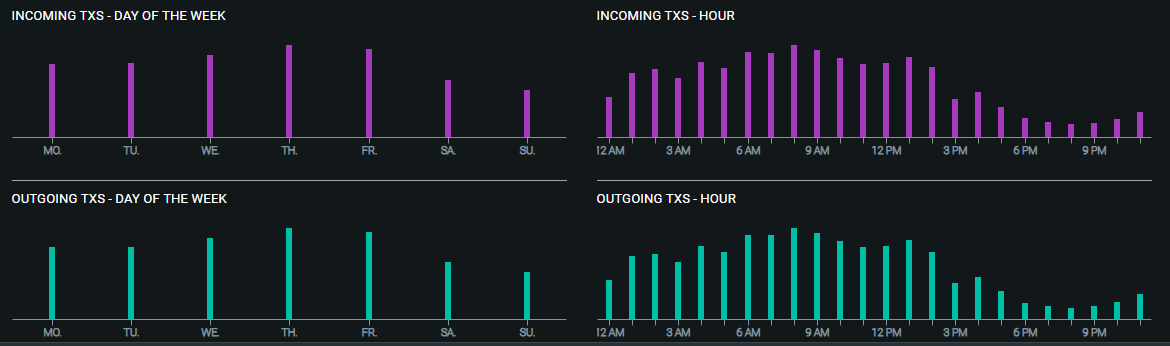 INCOMING TXS - DAY OF THE WEEK
MO. TU. WE. TH. FR. SA. SU.
INCOMING TXS - HOUR
12 AM 3 AM 6 AM 9 AM 12 PM 3 PM 6 PM 9 PM
OUTGOING TXS - DAY OF THE WEEK
MO. TU. WE. TH. FR. SA. SU.
OUTGOING TXS - HOUR
12 AM 3 AM 6 AM 9 AM 12 PM 3 PM 6 PM 9 PM